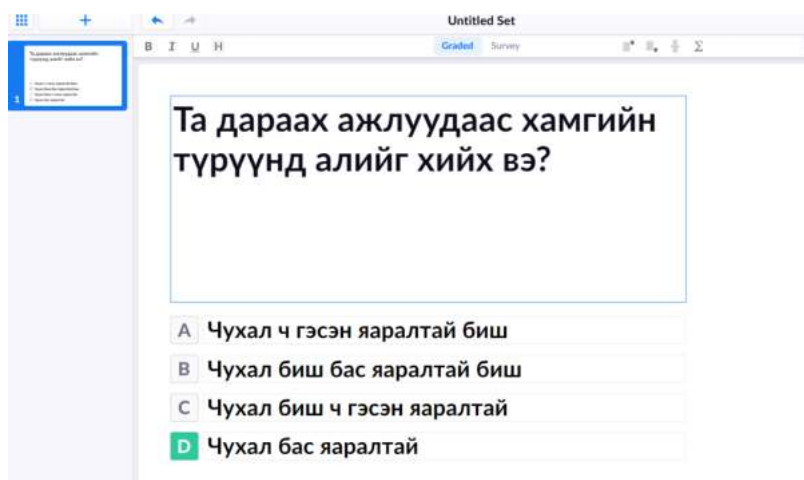 Untitled Set
B I U H
Graded Survey
Та дараах ажлуудаас хамгийн
түрүүнд алийг хийх вэ?
A Чухал ч гэсэн яаралтай биш
B Чухал биш бас яаралтай биш
C Чухал биш ч гэсэн яаралтай
D Чухал бас яаралтай